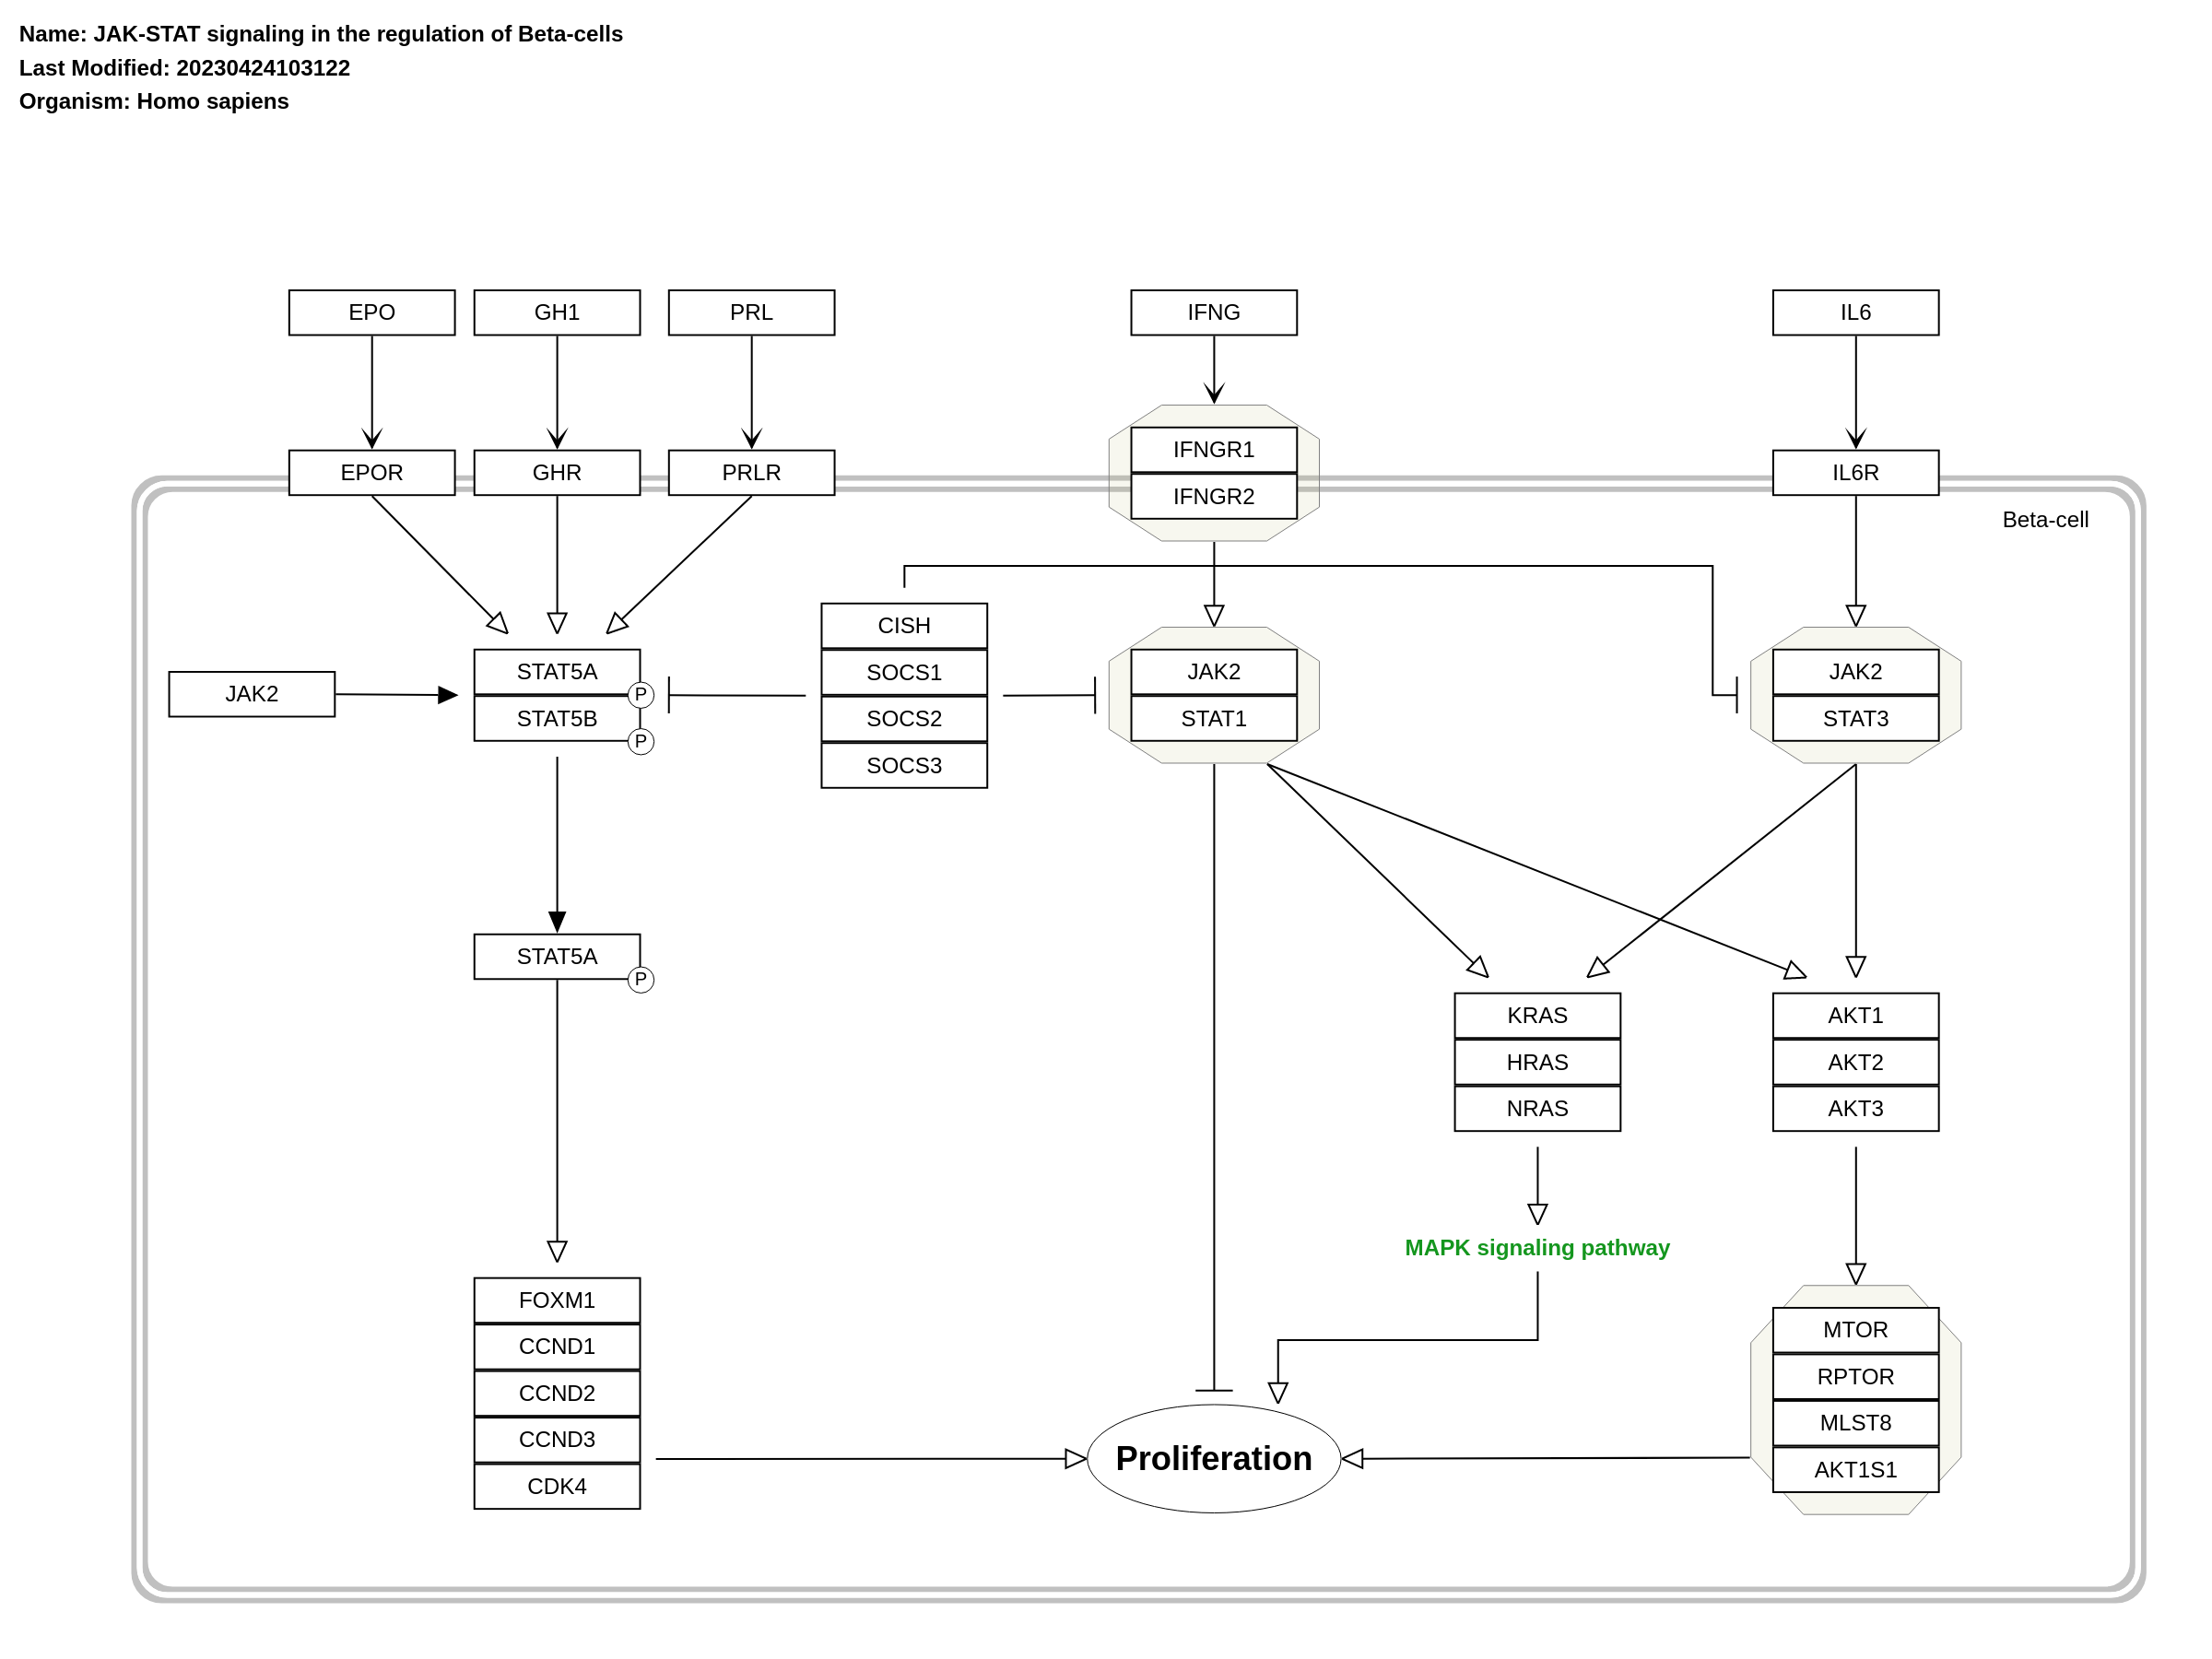 Name: JAK-STAT signaling in the regulation of Beta-cells
Last Modified: 20230424103122
Organism: Homo sapiens
EPO
GH1
PRL
IFNG
IL6
EPOR
GHR
PRLR
IFNGR1
IFNGR2
IL6R
Beta-cell
JAK2
STAT5A
P
STAT5B
P
CISH
SOCS1
SOCS2
SOCS3
JAK2
STAT1
JAK2
STAT3
STAT5A
P
KRAS
HRAS
NRAS
AKT1
AKT2
AKT3
MAPK signaling pathway
FOXM1
CCND1
CCND2
CCND3
CDK4
Proliferation
MTOR
RPTOR
MLST8
AKT1S1